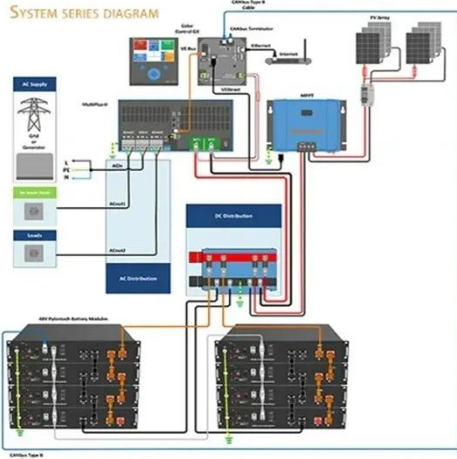 SYSTEM SERIES DIAGRAM
CANbus Type B
Cable
Color
Control GX
CANbus Terminator
PV Array
Ethernet
Internet
VE Bus
AC Supply
VEDirect
MultiPlus-II
MPPT
Grid
or
Generator
L
PE
N
ACin
ACout1
DC Distribution
Loads
ACout2
AC Distribution
48V Pylontech Battery Modules
CANbus Type B